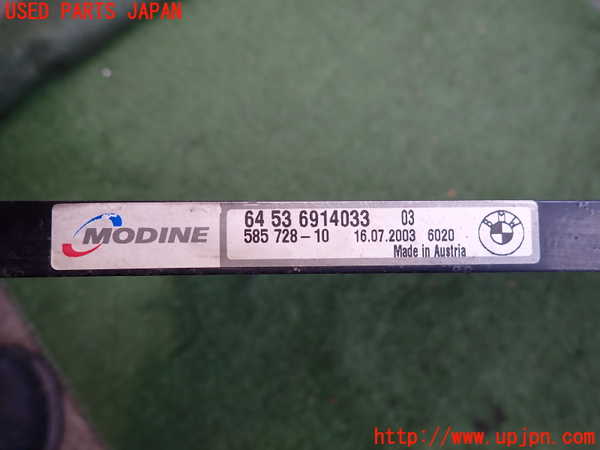 USED PARTS JAPAN
MODINE
64 53 6914033 03
585 728-10 16.07.2003 6020
Made in Austria
BMW
http://www.upjpn.com/